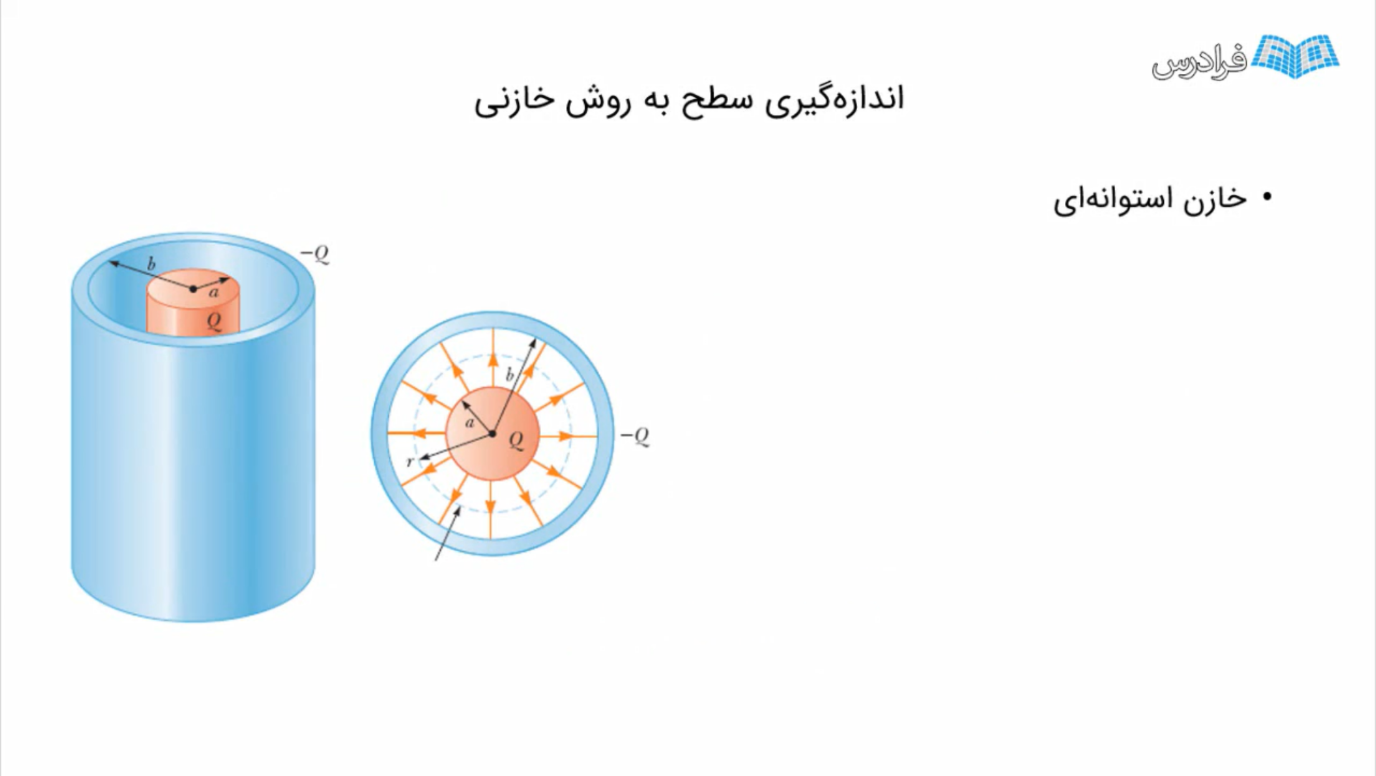 فرادرس
اندازه‌گیری سطح به روش خازنی
• خازن استوانه‌ای
−Q
b
a
Q
b
a
Q
−Q
r